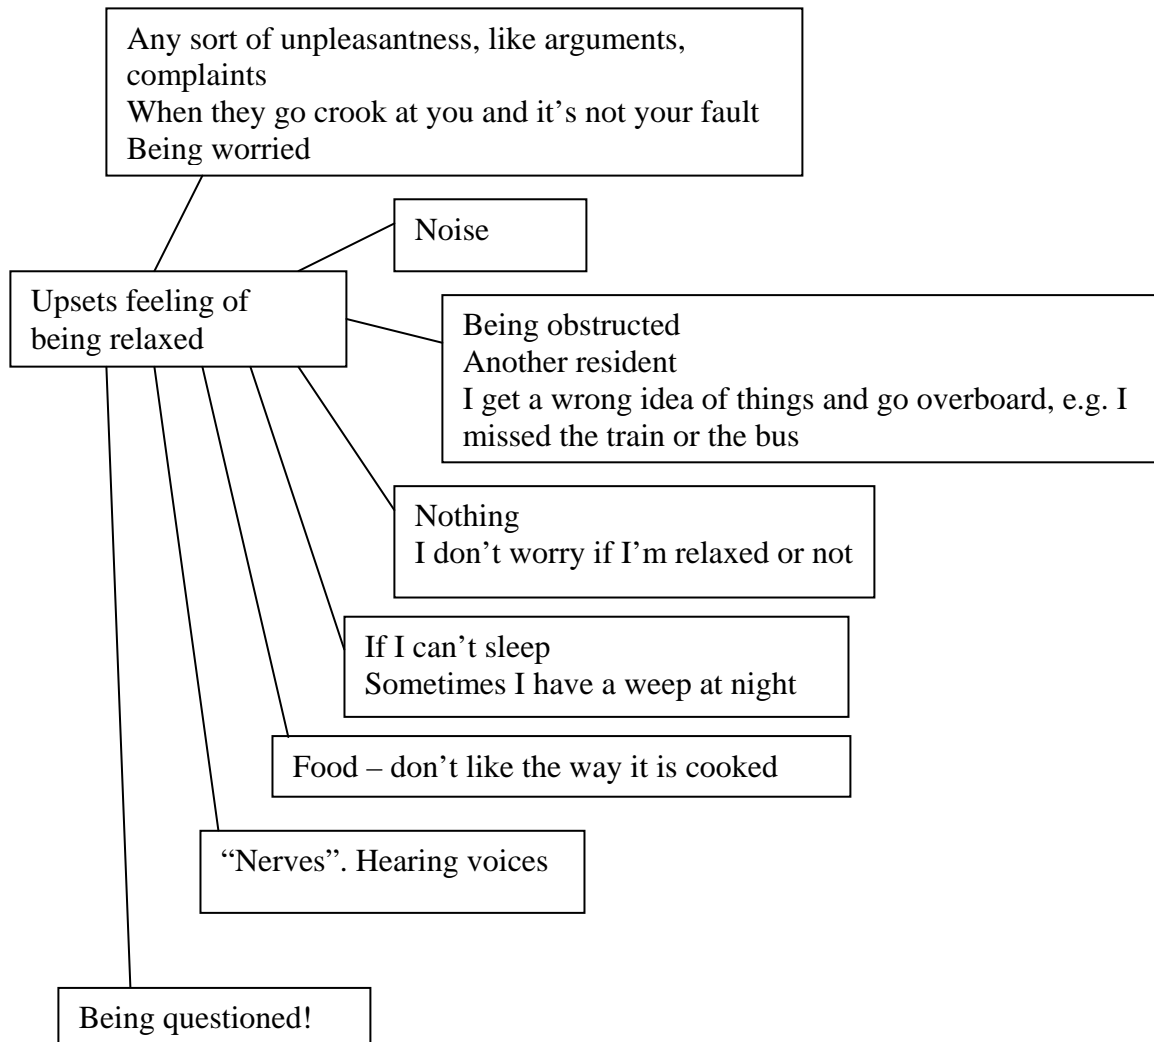 Any sort of unpleasantness, like arguments,
complaints
When they go crook at you and it’s not your fault
Being worried
Noise
Upsets feeling of
being relaxed
Being obstructed
Another resident
I get a wrong idea of things and go overboard, e.g. I
missed the train or the bus
Nothing
I don’t worry if I’m relaxed or not
If I can’t sleep
Sometimes I have a weep at night
Food – don’t like the way it is cooked
“Nerves”. Hearing voices
Being questioned!